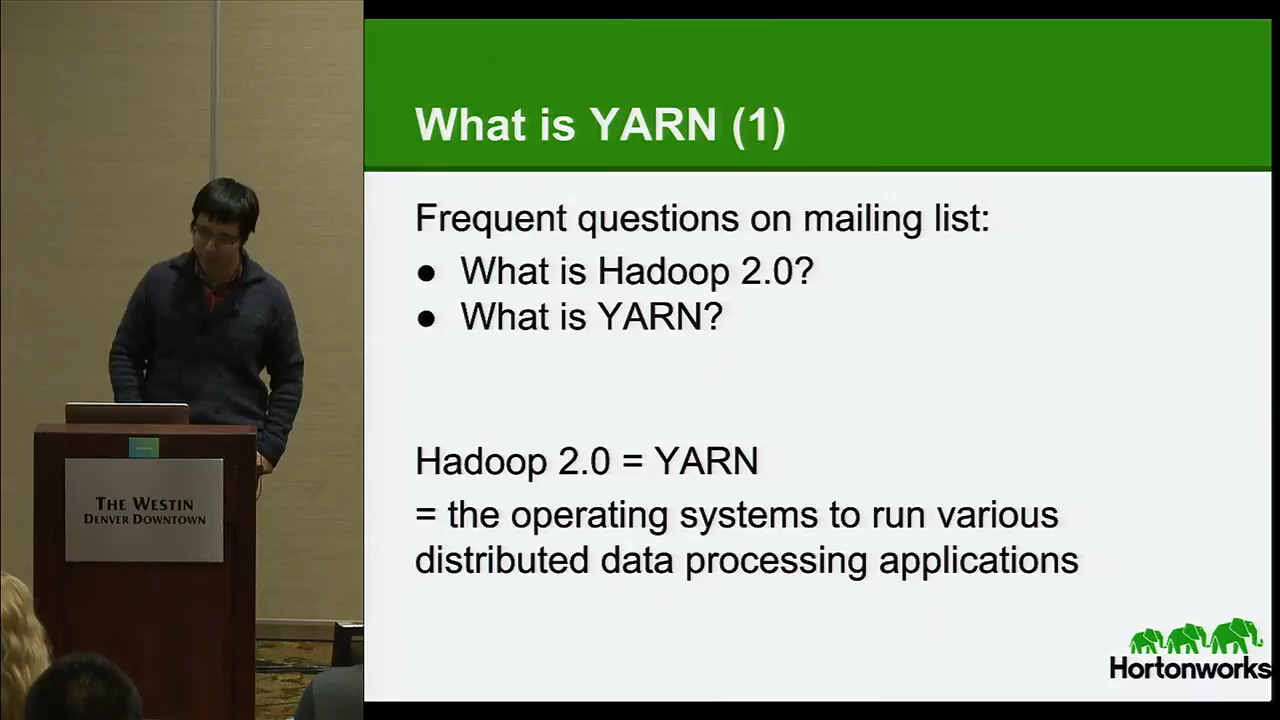 What is YARN (1)
Frequent questions on mailing list:
● What is Hadoop 2.0?
● What is YARN?
Hadoop 2.0 = YARN
= the operating systems to run various
distributed data processing applications
Hortonworks
THE WESTIN
DENVER DOWNTOWN